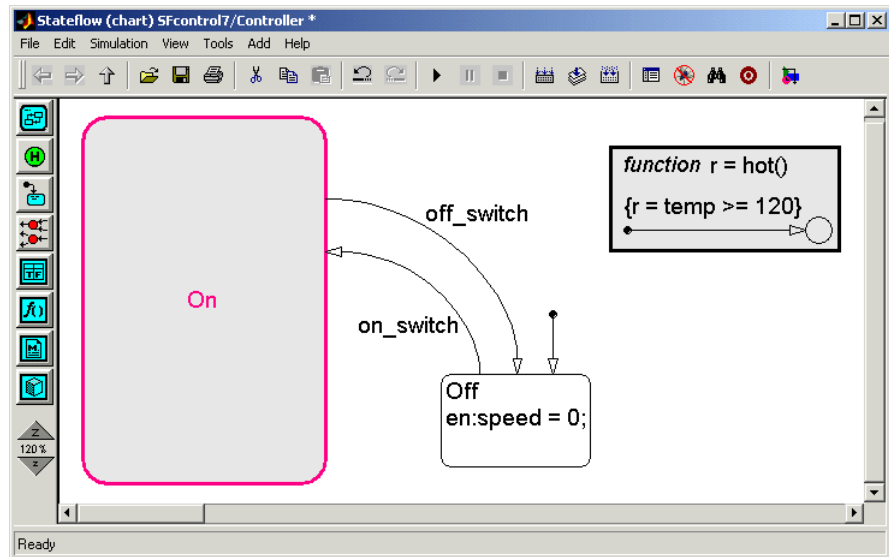 Stateflow (chart) SFcontrol7/Controller *
File Edit Simulation View Tools Add Help
function r = hot()
{r = temp >= 120}
off_switch
On
on_switch
Off
en:speed = 0;
H
TF
f()
M
Z
120%
z
Ready